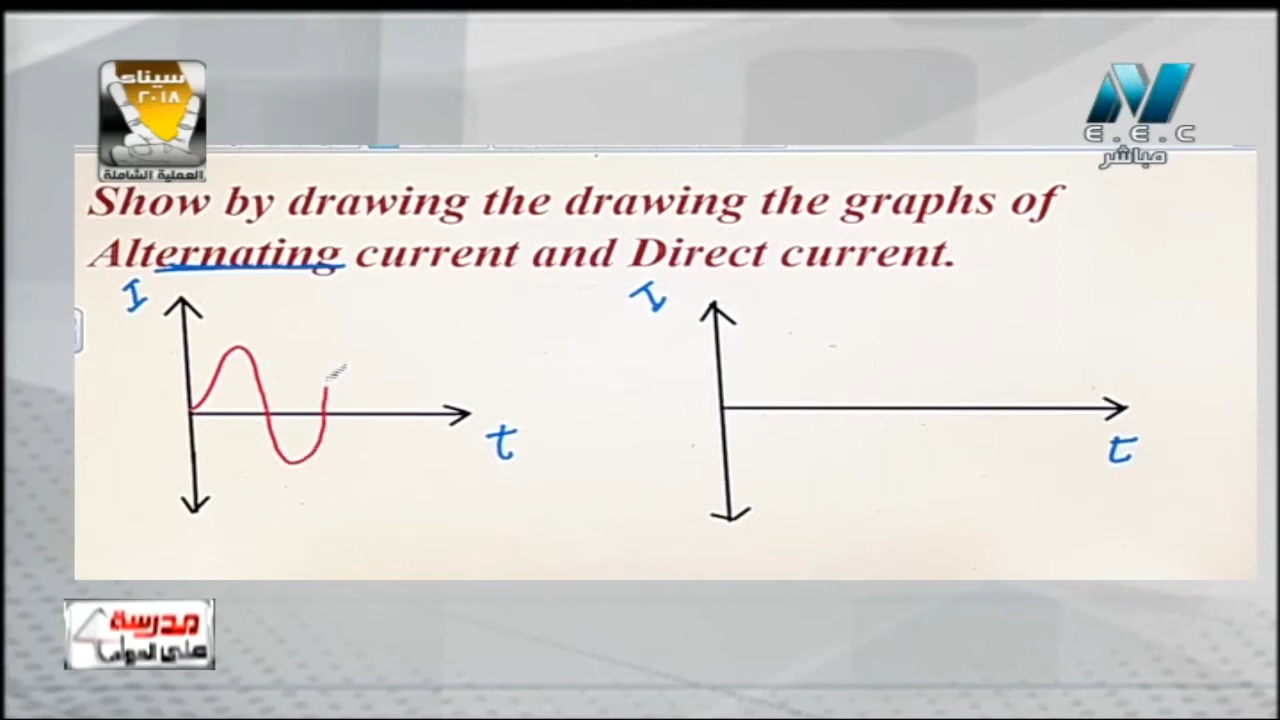 سيناء
٢٠١٨
العملية الشاملة
E.E.C
مباشر
Show by drawing the drawing the graphs of
Alternating current and Direct current.
I
I
t
t
مدرسة
على الهواء